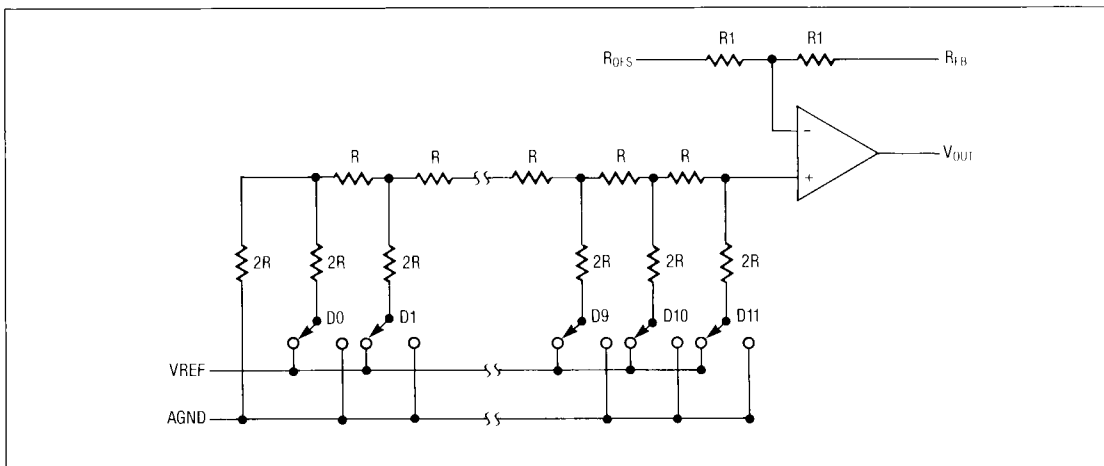 R1 R1
ROFS RFB
-
+
VOUT
R R R R R
2R 2R 2R 2R 2R 2R
D0 D1 D9 D10 D11
VREF
AGND